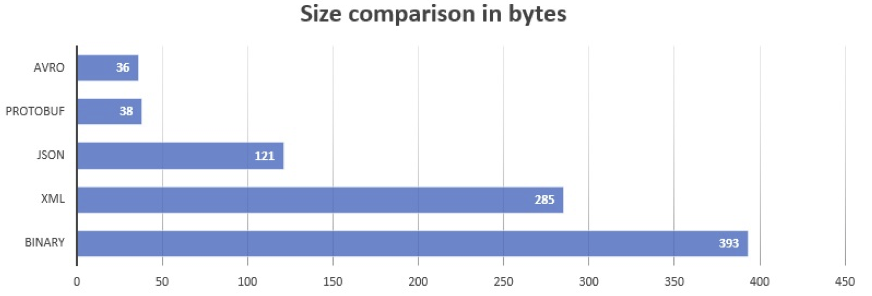 Size comparison in bytes
AVRO 36
PROTOBUF 38
JSON 121
XML 285
BINARY 393
0 50 100 150 200 250 300 350 400 450